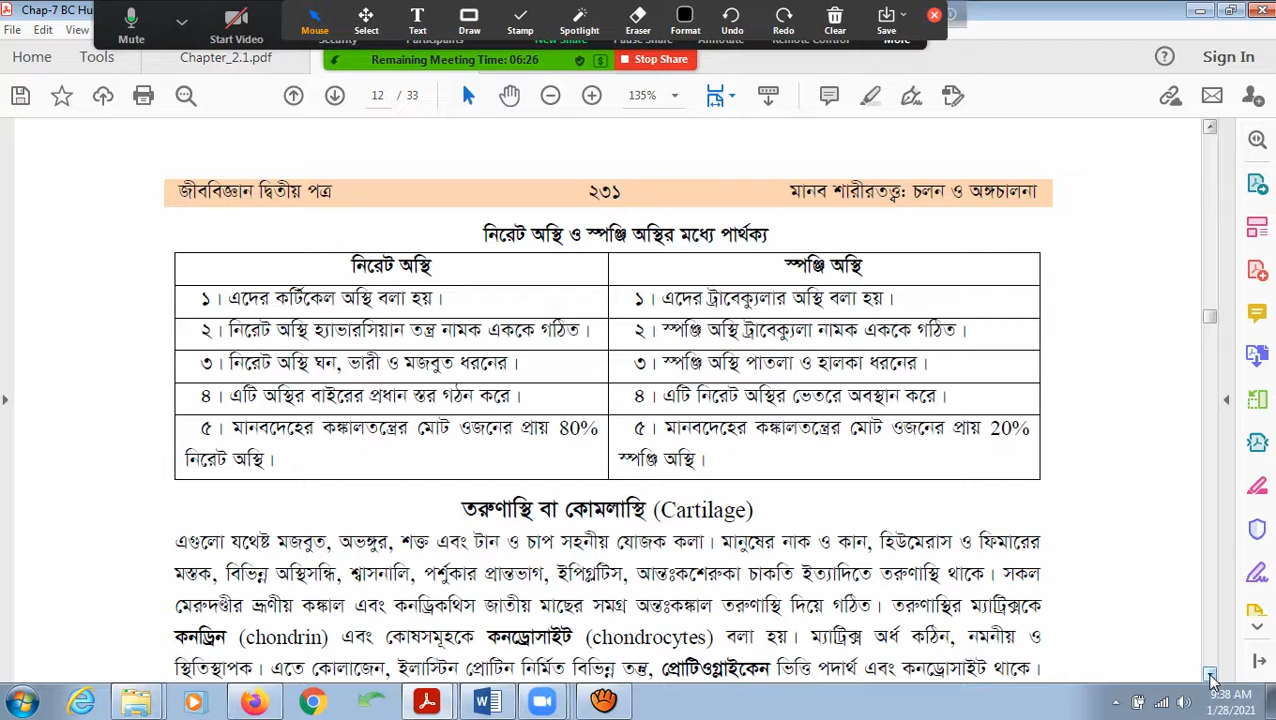 Chap-7 BC Hu
Mute
Start Video
Mouse
Select
Text
Draw
Stamp
Spotlight
Eraser
Format
Undo
Redo
Clear
Save
File Edit View
More
Remaining Meeting Time: 06:26
Stop Share
Home
Tools
Chapter_2.1.pdf
Sign In
12 / 33
135%
জীববিজ্ঞান দ্বিতীয় পত্র ২৩১ মানব শারীরতত্ত্ব: চলন ও অঙ্গচালনা
নিরেট অস্থি ও স্পঞ্জি অস্থির মধ্যে পার্থক্য
নিরেট অস্থি
স্পঞ্জি অস্থি
১। এদের কর্টিকেল অস্থি বলা হয়।
১। এদের ট্রাবেক্যুলার অস্থি বলা হয়।
২। নিরেট অস্থি হ্যাভারসিয়ান তন্ত্র নামক এককে গঠিত।
২। স্পঞ্জি অস্থি ট্রাবেক্যুলা নামক এককে গঠিত।
৩। নিরেট অস্থি ঘন, ভারী ও মজবুত ধরনের।
৩। স্পঞ্জি অস্থি পাতলা ও হালকা ধরনের।
৪। এটি অস্থির বাইরের প্রধান স্তর গঠন করে।
৪। এটি নিরেট অস্থির ভেতরে অবস্থান করে।
৫। মানবদেহের কঙ্কালতন্ত্রের মোট ওজনের প্রায় 80%
নিরেট অস্থি।
৫। মানবদেহের কঙ্কালতন্ত্রের মোট ওজনের প্রায় 20%
স্পঞ্জি অস্থি।
তরুণাস্থি বা কোমলাস্থি (Cartilage)
এগুলো যথেষ্ট মজবুত, অভঙ্গুর, শক্ত এবং টান ও চাপ সহনীয় যোজক কলা। মানুষের নাক ও কান, হিউমেরাস ও ফিমারের
মস্তক, বিভিন্ন অস্থিসন্ধি, শ্বাসনালি, পর্শুকার প্রান্তভাগ, ইপিগ্লটিস, আন্তঃকশেরুকা চাকতি ইত্যাদিতে তরুণাস্থি থাকে। সকল
মেরুদণ্ডীর ভ্রূণীয় কঙ্কাল এবং কনড্রিকথিস জাতীয় মাছের সমগ্র অন্তঃকঙ্কাল তরুণাস্থি দিয়ে গঠিত। তরুণাস্থির ম্যাট্রিক্সকে
কনড্রিন (chondrin) এবং কোষসমূহকে কনড্রোসাইট (chondrocytes) বলা হয়। ম্যাট্রিক্স অর্ধ কঠিন, নমনীয় ও
স্থিতিস্থাপক। এতে কোলাজেন, ইলাস্টিন প্রোটিন নির্মিত বিভিন্ন তন্তু, প্রোটিওগ্লাইকেন ভিত্তি পদার্থ এবং কনড্রোসাইট থাকে।
9:38 AM
1/28/2021